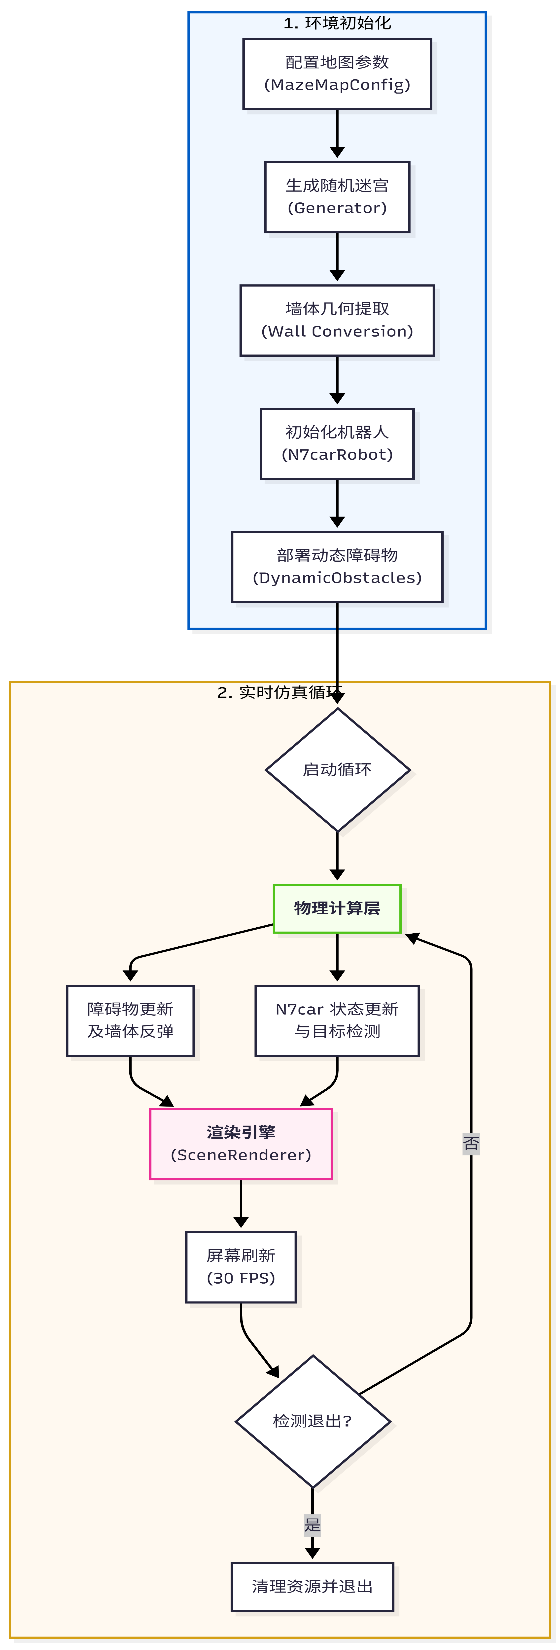 1. 环境初始化
配置地图参数
(MazeMapConfig)
生成随机迷宫
(Generator)
墙体几何提取
(Wall Conversion)
初始化机器人
(N7carRobot)
部署动态障碍物
(DynamicObstacles)
2. 实时仿真循环
启动循环
物理计算层
障碍物更新
及墙体反弹
N7car 状态更新
与目标检测
渲染引擎
(SceneRenderer)
否
屏幕刷新
(30 FPS)
检测退出?
是
清理资源并退出